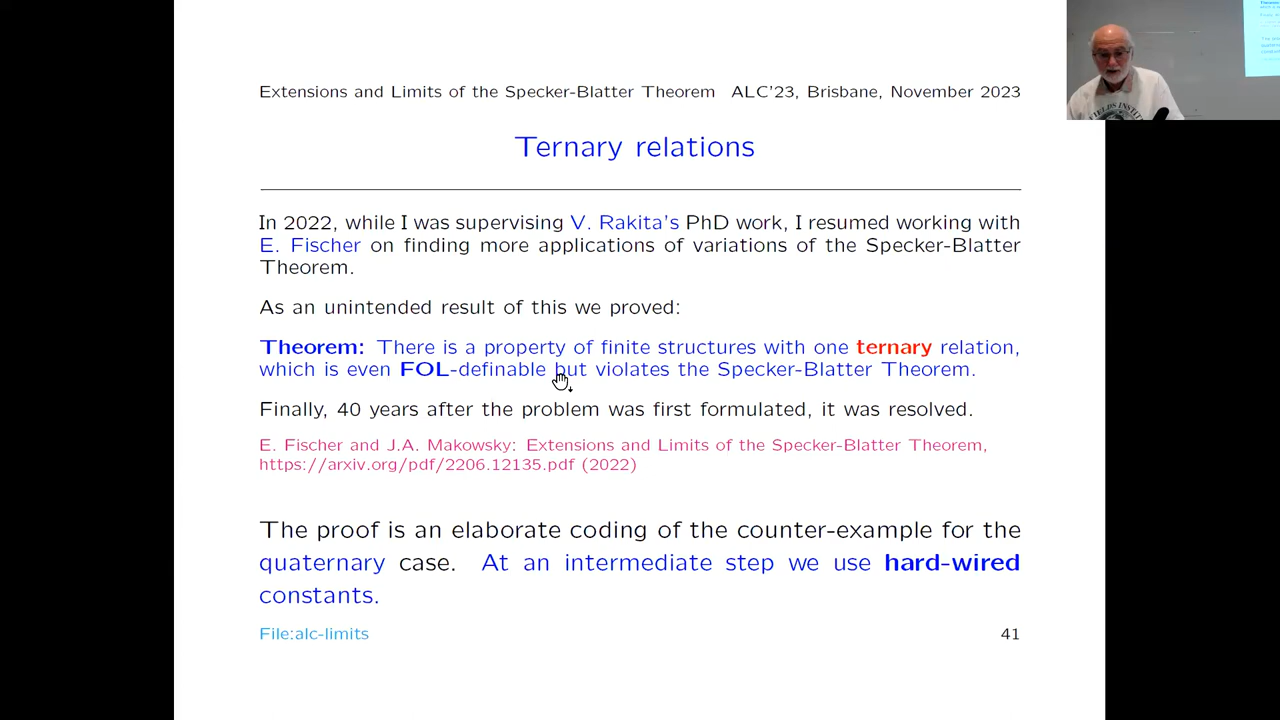 Extensions and Limits of the Specker-Blatter Theorem ALC'23, Brisbane, November 2023
Ternary relations
In 2022, while I was supervising V. Rakita's PhD work, I resumed working with
E. Fischer on finding more applications of variations of the Specker-Blatter
Theorem.
As an unintended result of this we proved:
Theorem: There is a property of finite structures with one ternary relation,
which is even FOL-definable but violates the Specker-Blatter Theorem.
Finally, 40 years after the problem was first formulated, it was resolved.
E. Fischer and J.A. Makowsky: Extensions and Limits of the Specker-Blatter Theorem,
https://arxiv.org/pdf/2206.12135.pdf (2022)
The proof is an elaborate coding of the counter-example for the
quaternary case. At an intermediate step we use hard-wired
constants.
File:alc-limits
41